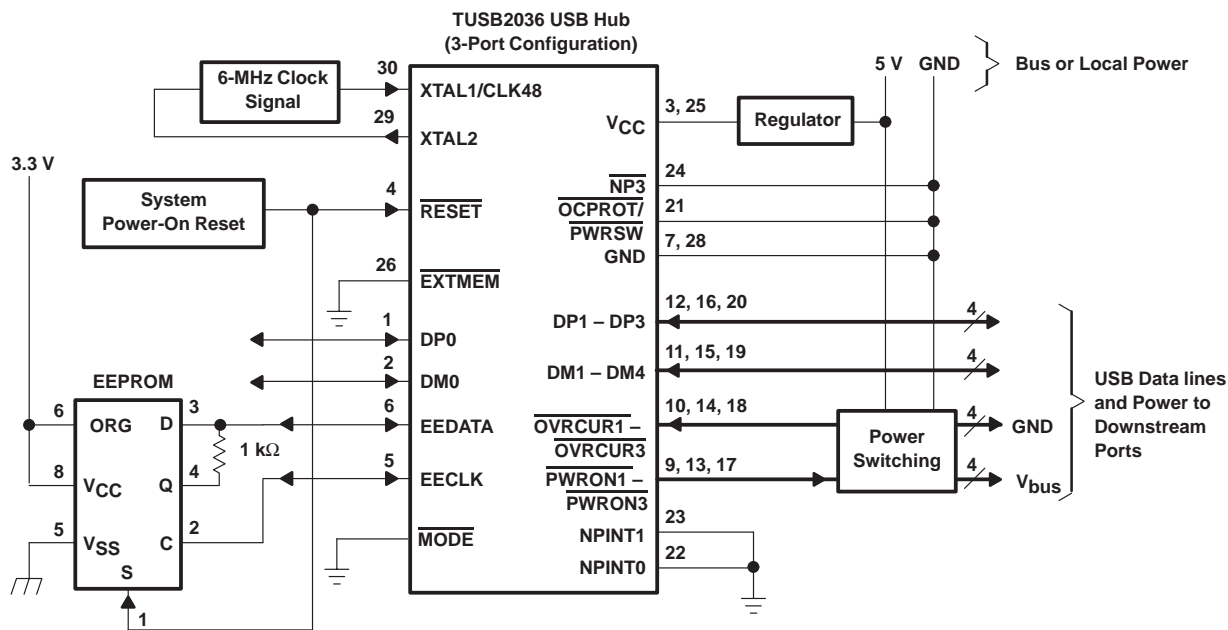 TUSB2036 USB Hub
(3-Port Configuration)
6-MHz Clock
Signal
30
XTAL1/CLK48
29
XTAL2
5 V GND
Bus or Local Power
3, 25
VCC
Regulator
3.3 V
System
Power-On Reset
4
RESET
24
NP3
21
OCPROT/
PWRSW
7, 28
GND
26
EXTMEM
12, 16, 20
DP1 – DP3
4
1
DP0
11, 15, 19
DM1 – DM4
4
2
DM0
USB Data lines
and Power to
Downstream
Ports
EEPROM
6
ORG
D
3
6
EEDATA
10, 14, 18
OVRCUR1 –
OVRCUR3
Power
Switching
4
GND
1 kΩ
8
VCC
Q
4
5
EECLK
9, 13, 17
PWRON1 –
PWRON3
4
Vbus
5
VSS
C
2
S
1
MODE
23
NPINT1
22
NPINT0